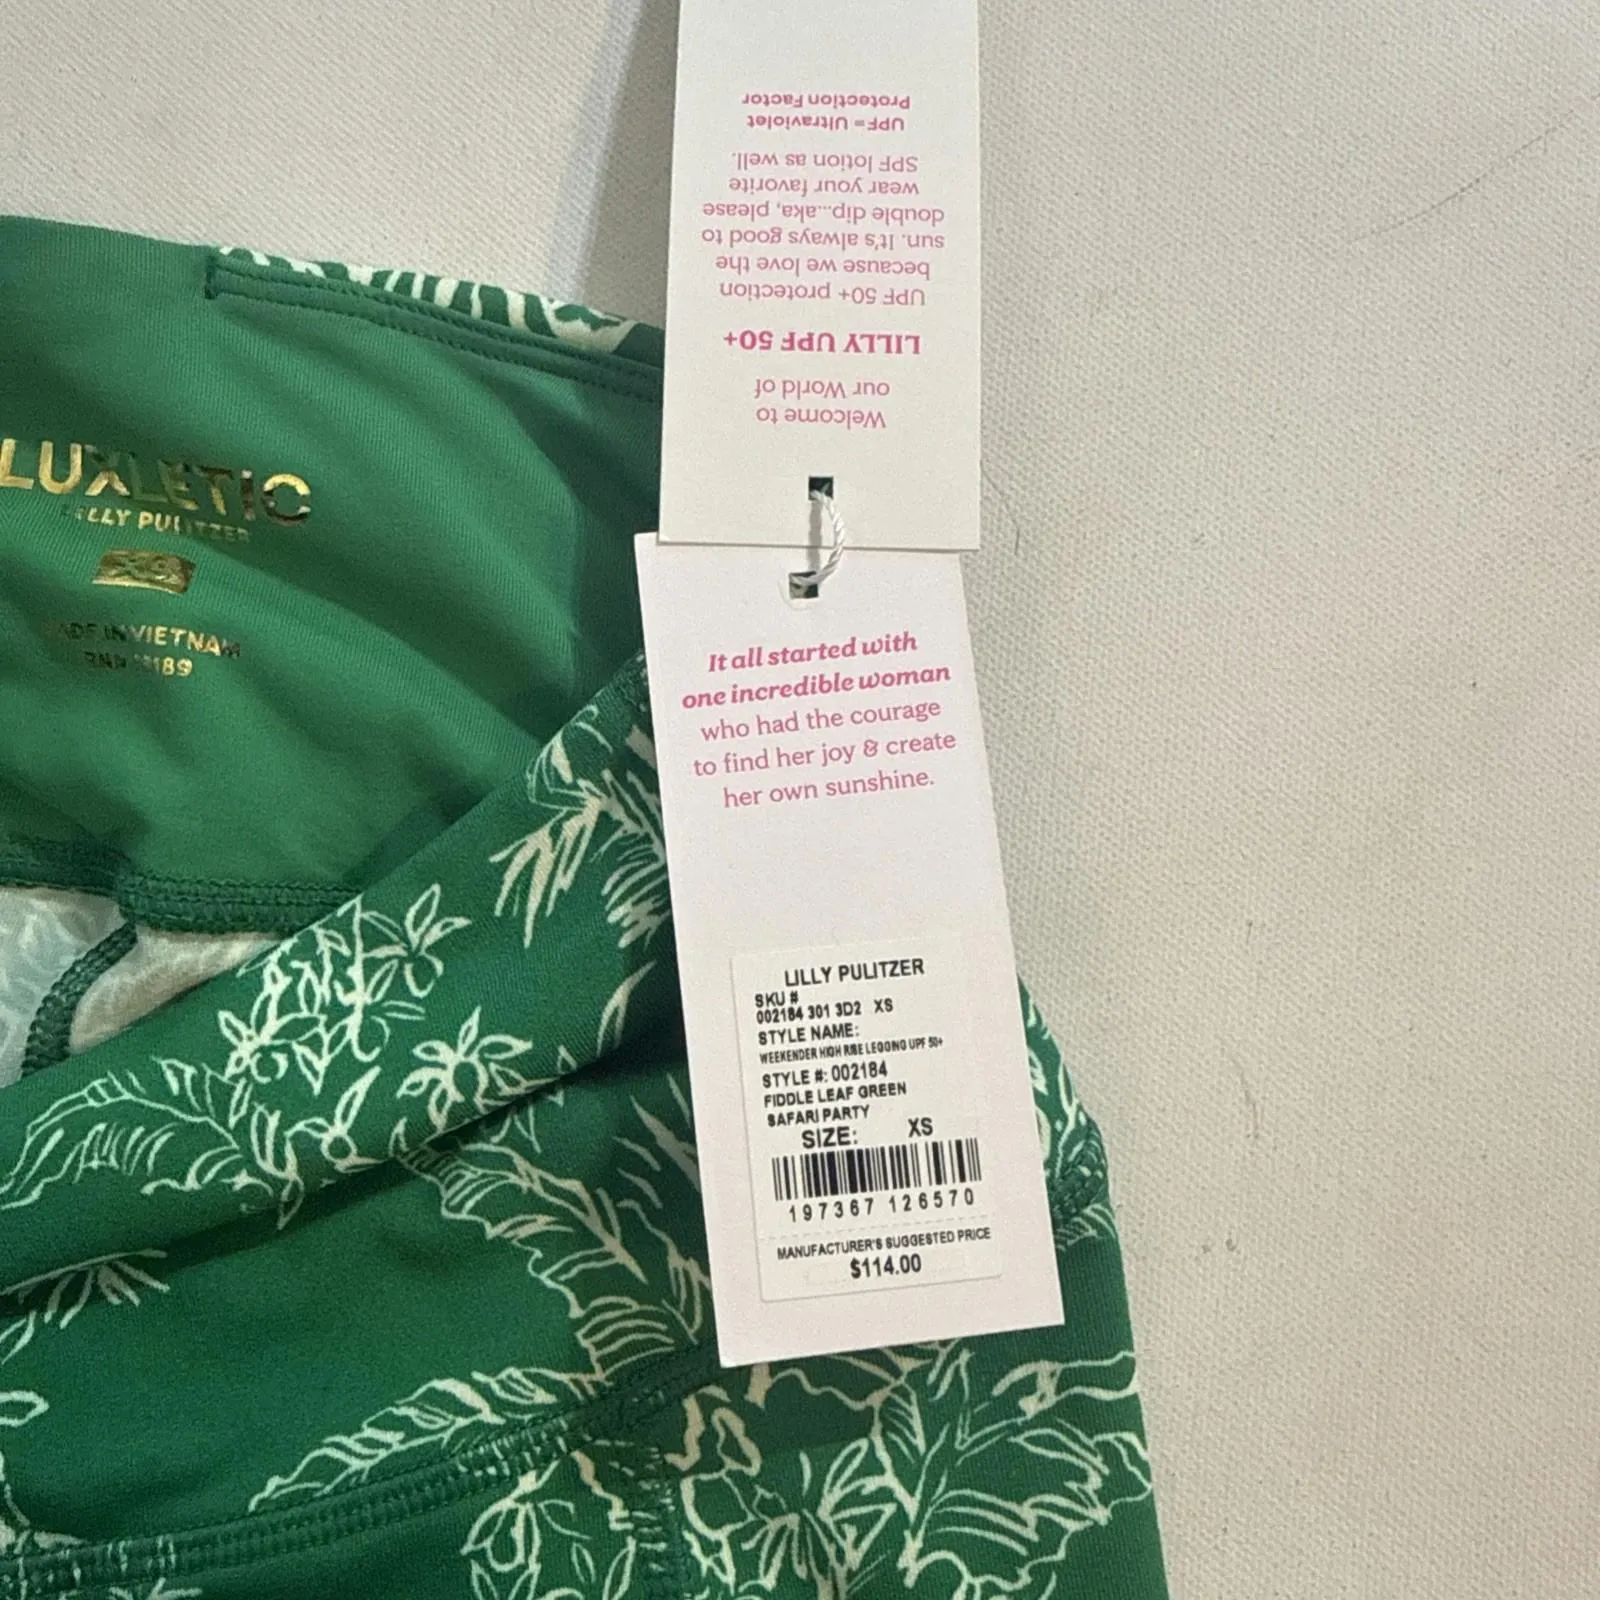 Welcome to
our World of
LILLY UPF 50+
UPF 50+ protection
because we love the
sun. It's always good to
double dip...aka, please
wear your favorite
SPF lotion as well.
UPF = Ultraviolet
Protection Factor
LUXLETIC
LILLY PULITZER
XS
MADE IN VIETNAM
It all started with
one incredible woman
who had the courage
to find her joy & create
her own sunshine.
LILLY PULITZER
SKU #
002184 301 3D2 XS
STYLE NAME:
WEEKENDER HIGH RISE LEGGING UPF 50+
STYLE #: 002184
FIDDLE LEAF GREEN
SAFARI PARTY
SIZE: XS
197367 126570
MANUFACTURER'S SUGGESTED PRICE
$114.00